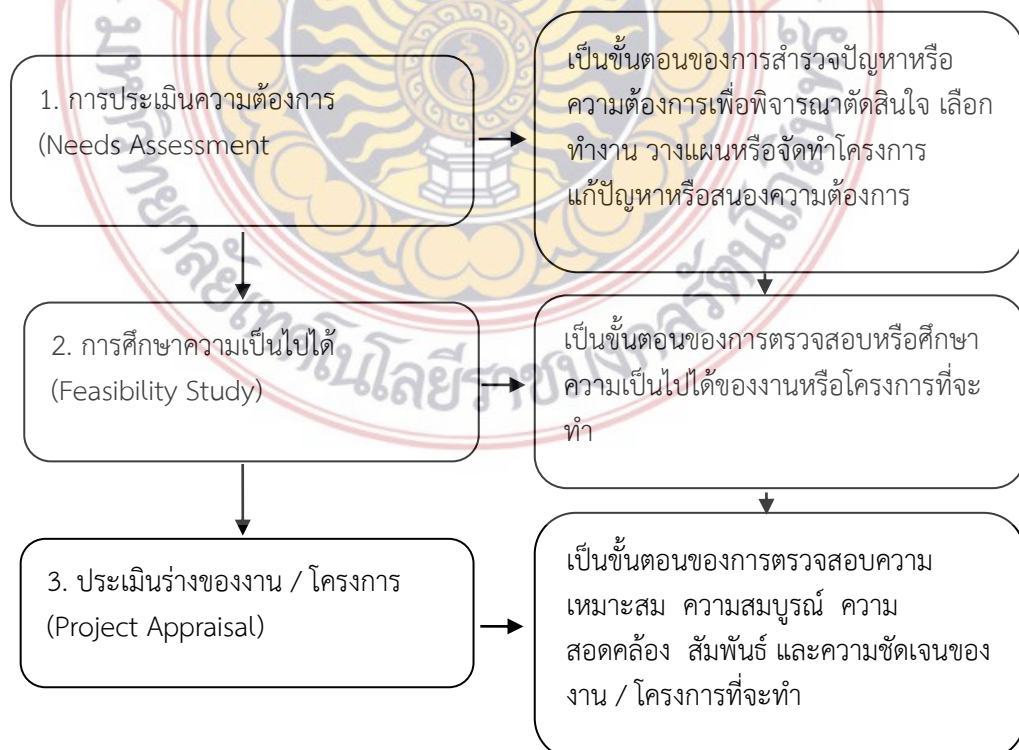 1. การประเมินความต้องการ
(Needs Assessment
เป็นขั้นตอนของการสำรวจปัญหาหรือ
ความต้องการเพื่อพิจารณาตัดสินใจ เลือก
ทำงาน วางแผนหรือจัดทำโครงการ
แก้ปัญหาหรือสนองความต้องการ
2. การศึกษาความเป็นไปได้
(Feasibility Study)
เป็นขั้นตอนของการตรวจสอบหรือศึกษา
ความเป็นไปได้ของงานหรือโครงการที่จะ
ทำ
3. ประเมินร่างของงาน / โครงการ
(Project Appraisal)
เป็นขั้นตอนของการตรวจสอบความ
เหมาะสม ความสมบูรณ์ ความ
สอดคล้อง สัมพันธ์ และความชัดเจนของ
งาน / โครงการที่จะทำ